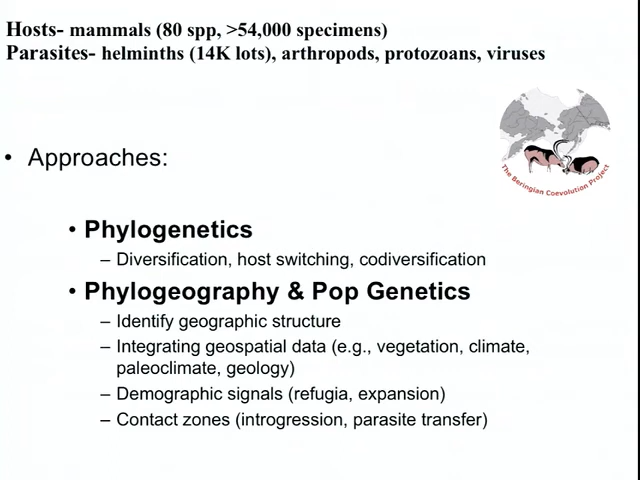 Hosts- mammals (80 spp, >54,000 specimens)
Parasites- helminths (14K lots), arthropods, protozoans, viruses
The Beringian Coevolution Project
• Approaches:
• Phylogenetics
– Diversification, host switching, codiversification
• Phylogeography & Pop Genetics
– Identify geographic structure
– Integrating geospatial data (e.g., vegetation, climate,
paleoclimate, geology)
– Demographic signals (refugia, expansion)
– Contact zones (introgression, parasite transfer)